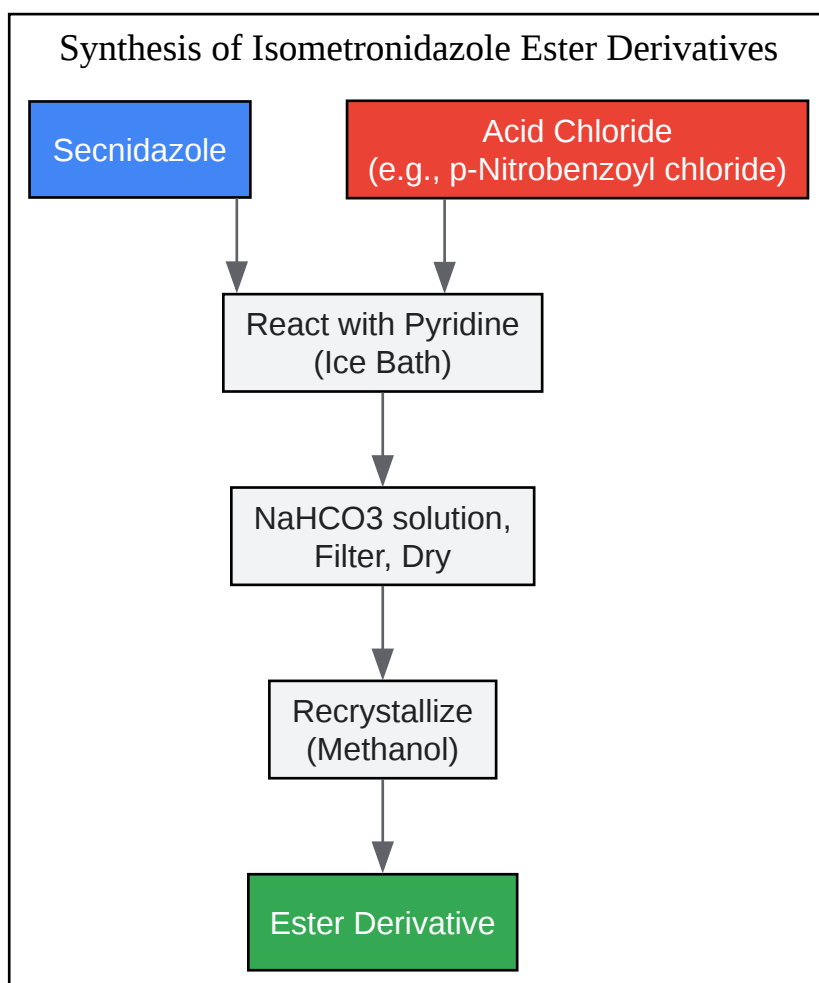 Synthesis of Isometronidazole Ester Derivatives
Secnidazole
Acid Chloride
(e.g., p-Nitrobenzoyl chloride)
React with Pyridine
(Ice Bath)
NaHCO3 solution,
Filter, Dry
Recrystallize
(Methanol)
Ester Derivative